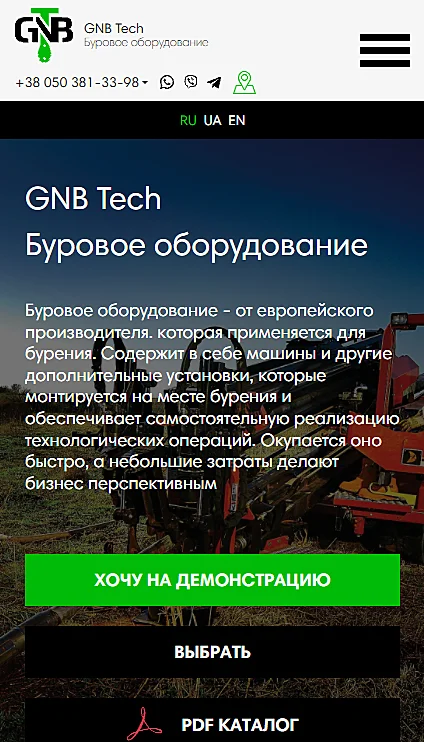 GNB
GNB Tech
Буровое оборудование
+38 050 381-33-98
RU UA EN
GNB Tech
Буровое оборудование
Буровое оборудование - от европейского
производителя. которая применяется для
бурения. Содержит в себе машины и другие
дополнительные установки, которые
монтируется на месте бурения и
обеспечивает самостоятельную реализацию
технологических операций. Окупается оно
быстро, а небольшие затраты делают
бизнес перспективным
ХОЧУ НА ДЕМОНСТРАЦИЮ
ВЫБРАТЬ
PDF КАТАЛОГ